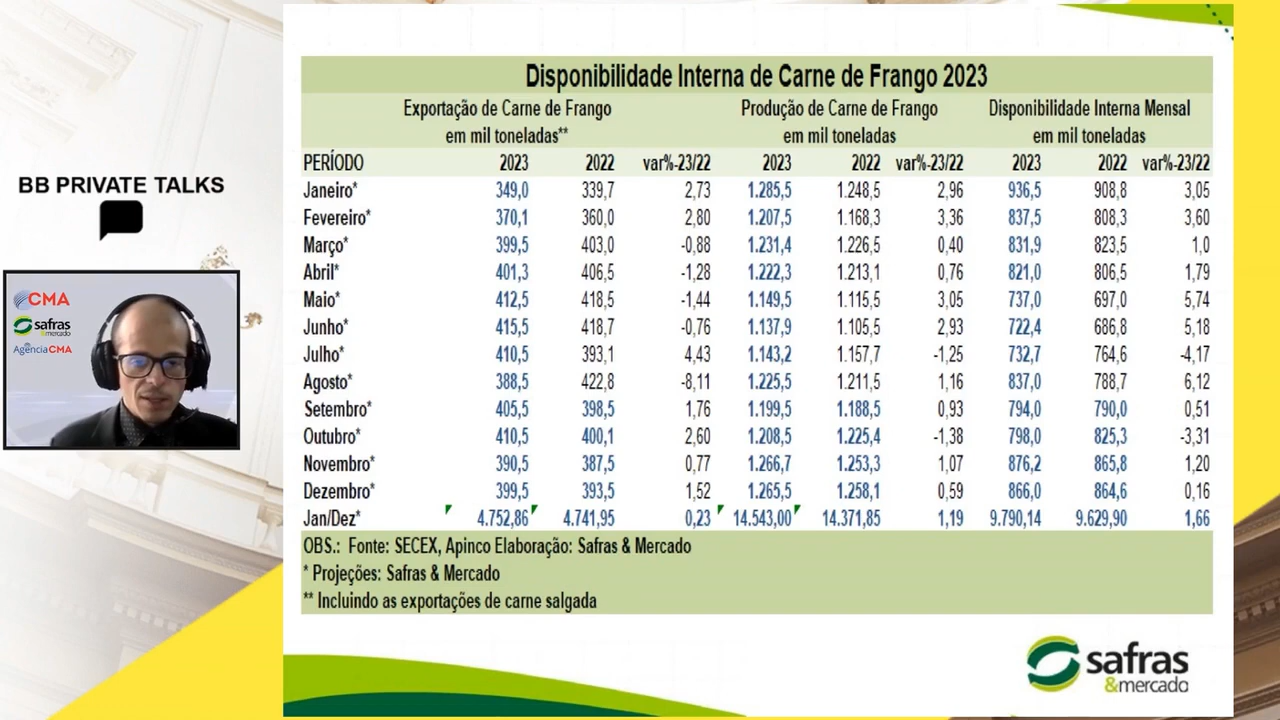 BB PRIVATE TALKS
CMA
safras
&mercado
Agência CMA
Disponibilidade Interna de Carne de Frango 2023
Exportação de Carne de Frango Produção de Carne de Frango Disponibilidade Interna Mensal
em mil toneladas** em mil toneladas em mil toneladas
PERÍODO 2023 2022 var%-23/22 2023 2022 var%-23/22 2023 2022 var%-23/22
Janeiro* 349,0 339,7 2,73 1.285,5 1.248,5 2,96 936,5 908,8 3,05
Fevereiro* 370,1 360,0 2,80 1.207,5 1.168,3 3,36 837,5 808,3 3,60
Março* 399,5 403,0 -0,88 1.231,4 1.226,5 0,40 831,9 823,5 1,0
Abril* 401,3 406,5 -1,28 1.222,3 1.213,1 0,76 821,0 806,5 1,79
Maio* 412,5 418,5 -1,44 1.149,5 1.115,5 3,05 737,0 697,0 5,74
Junho* 415,5 418,7 -0,76 1.137,9 1.105,5 2,93 722,4 686,8 5,18
Julho* 410,5 393,1 4,43 1.143,2 1.157,7 -1,25 732,7 764,6 -4,17
Agosto* 388,5 422,8 -8,11 1.225,5 1.211,5 1,16 837,0 788,7 6,12
Setembro* 405,5 398,5 1,76 1.199,5 1.188,5 0,93 794,0 790,0 0,51
Outubro* 410,5 400,1 2,60 1.208,5 1.225,4 -1,38 798,0 825,3 -3,31
Novembro* 390,5 387,5 0,77 1.266,7 1.253,3 1,07 876,2 865,8 1,20
Dezembro* 399,5 393,5 1,52 1.265,5 1.258,1 0,59 866,0 864,6 0,16
Jan/Dez* 4.752,86 4.741,95 0,23 14.543,00 14.371,85 1,19 9.790,14 9.629,90 1,66
OBS.: Fonte: SECEX, Apinco Elaboração: Safras & Mercado
* Projeções: Safras & Mercado
** Incluindo as exportações de carne salgada
safras
&mercado